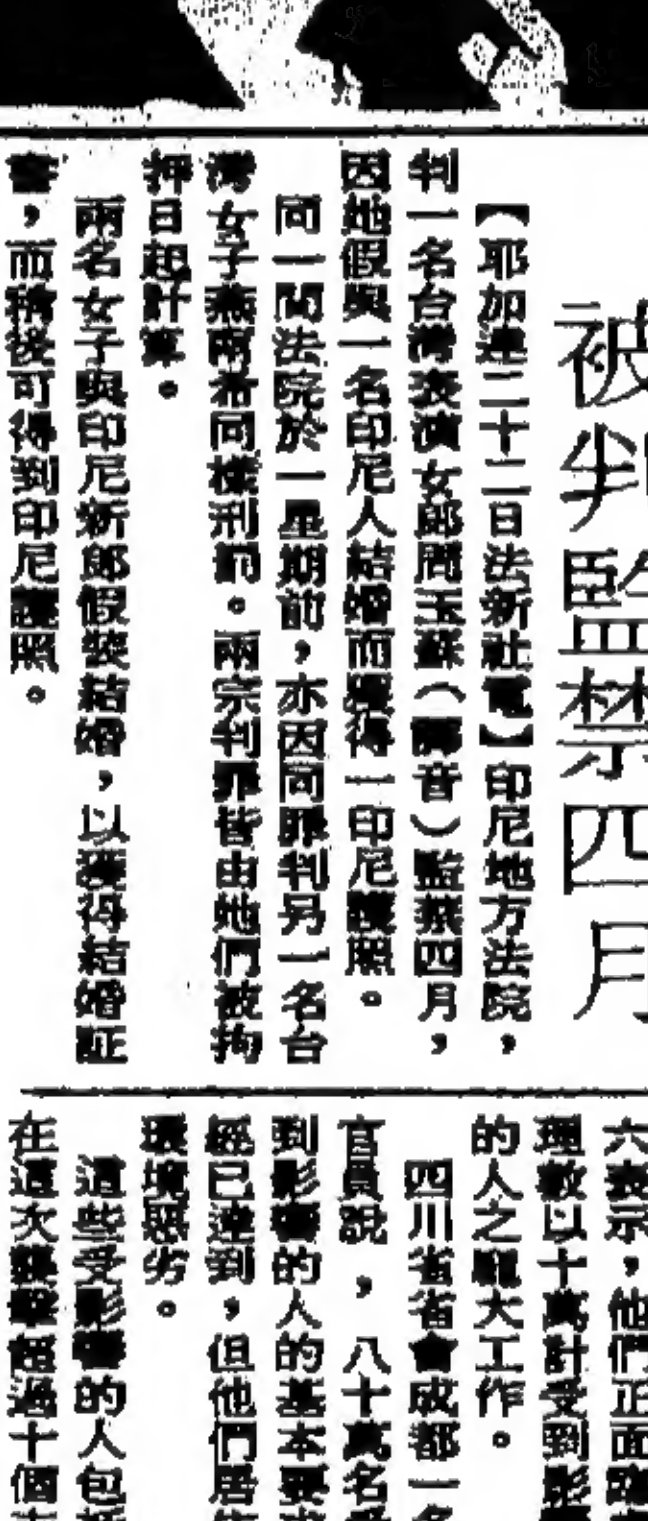 被判監禁四月
【耶加達二十二日法新社電】印尼地方法院，
判一名台灣表演女郎周玉蘇（譯音）監禁四月，
因她假與一名印尼人結婚而獲得一印尼護照。
同一間法院於一星期前，亦因同罪判另一名台
灣女子燕兩希同樣刑罰。兩宗判罪皆由她們被拘
押日起計算。
兩名女子與印尼新郎假裝結婚，以獲得結婚証
書，而稍後可得到印尼護照。
六表示，他們正面臨
理數以十萬計受到影
的人之龐大工作。
四川省省會成都一名
官員說，八十萬名受
到影響的人的基本要
經已達到，但他們居
環境惡劣。
這些受影響的人包括
在這次襲擊超過十個